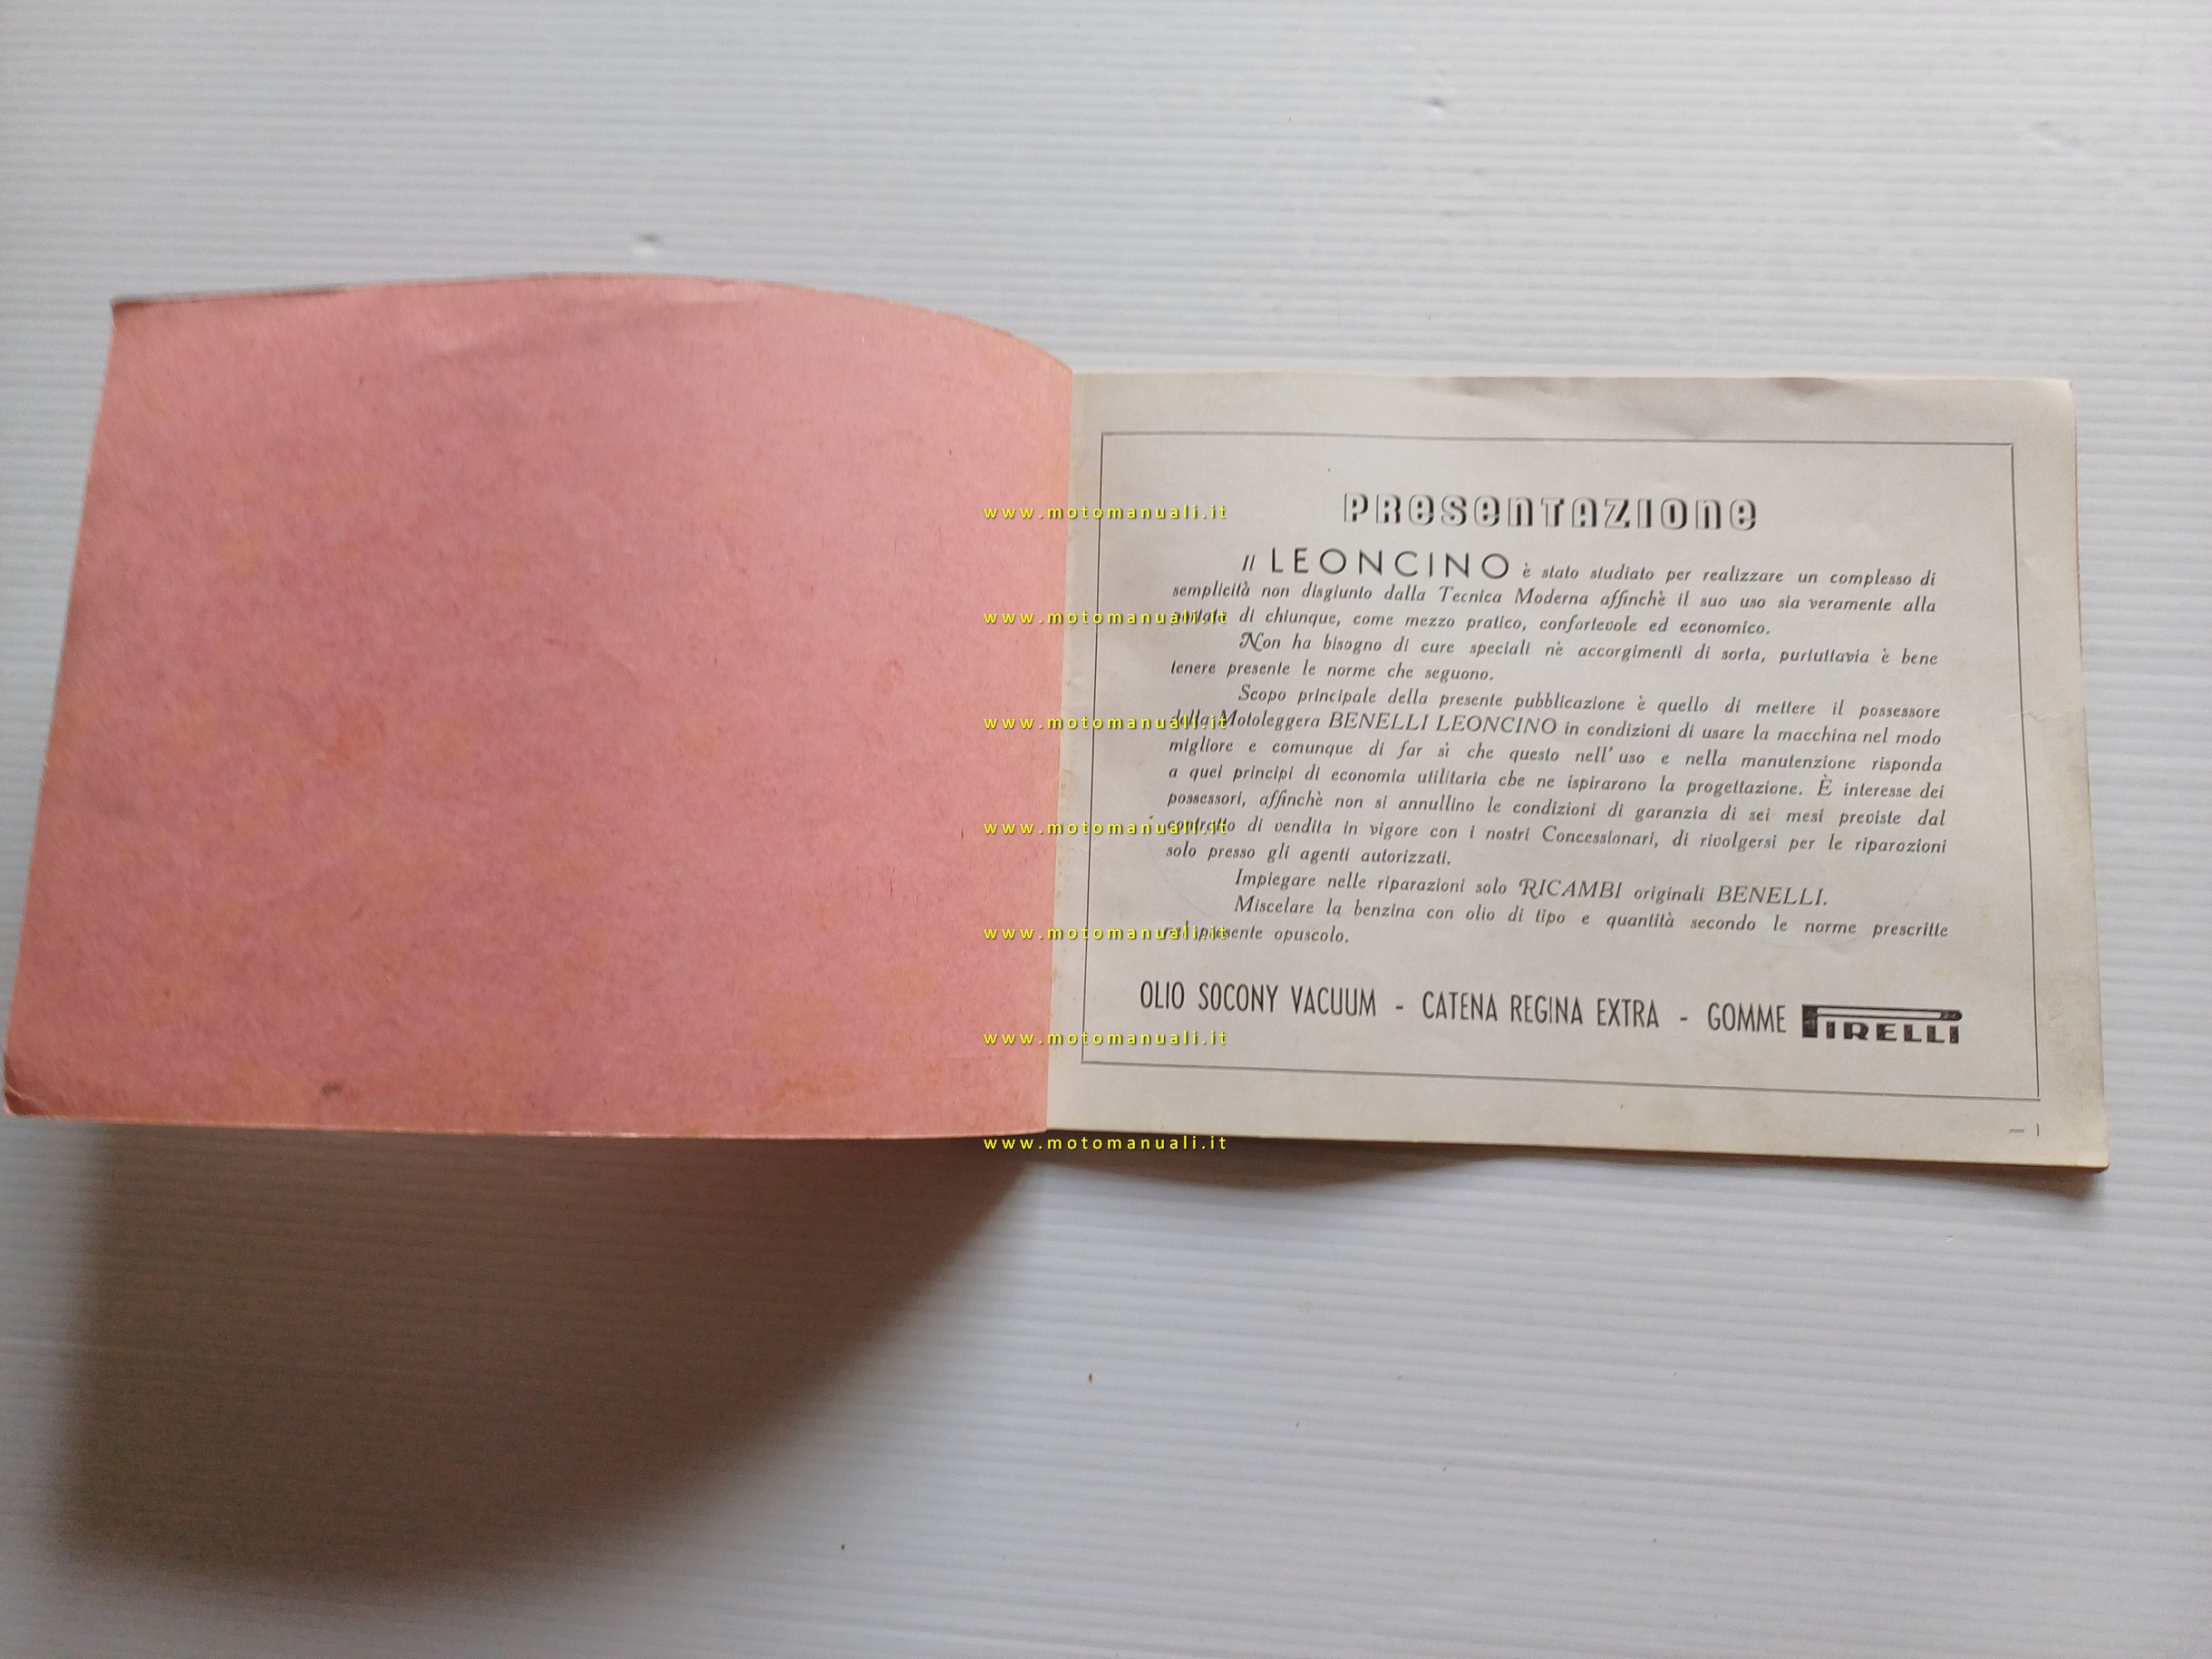 PRESENTAZIONE
Il LEONCINO è stato studiato per realizzare un complesso di
semplicità non disgiunto dalla Tecnica Moderna affinchè il suo uso sia veramente alla
portata di chiunque, come mezzo pratico, confortevole ed economico.
Non ha bisogno di cure speciali nè accorgimenti di sorta, purtuttavia è bene
tenere presente le norme che seguono.
Scopo principale della presente pubblicazione è quello di mettere il possessore
della Motoleggera BENELLI LEONCINO in condizioni di usare la macchina nel modo
migliore e comunque di far sì che questo nell'uso e nella manutenzione risponda
a quei principi di economia utilitaria che ne ispirarono la progettazione. È interesse dei
possessori, affinchè non si annullino le condizioni di garanzia di sei mesi previste dal
contratto di vendita in vigore con i nostri Concessionari, di rivolgersi per le riparazioni
solo presso gli agenti autorizzati.
Impiegare nelle riparazioni solo RICAMBI originali BENELLI.
Miscelare la benzina con olio di tipo e quantità secondo le norme prescritte
nel presente opuscolo.
OLIO SOCONY VACUUM - CATENA REGINA EXTRA - GOMME PIRELLI
— 1
www.motomanuali.it
www.motomanuali.it
www.motomanuali.it
www.motomanuali.it
www.motomanuali.it
www.motomanuali.it
www.motomanuali.it